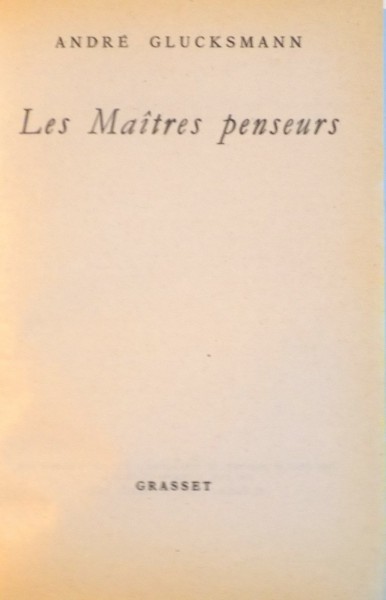 ANDRÉ GLUCKSMANN
Les Maîtres penseurs
GRASSET